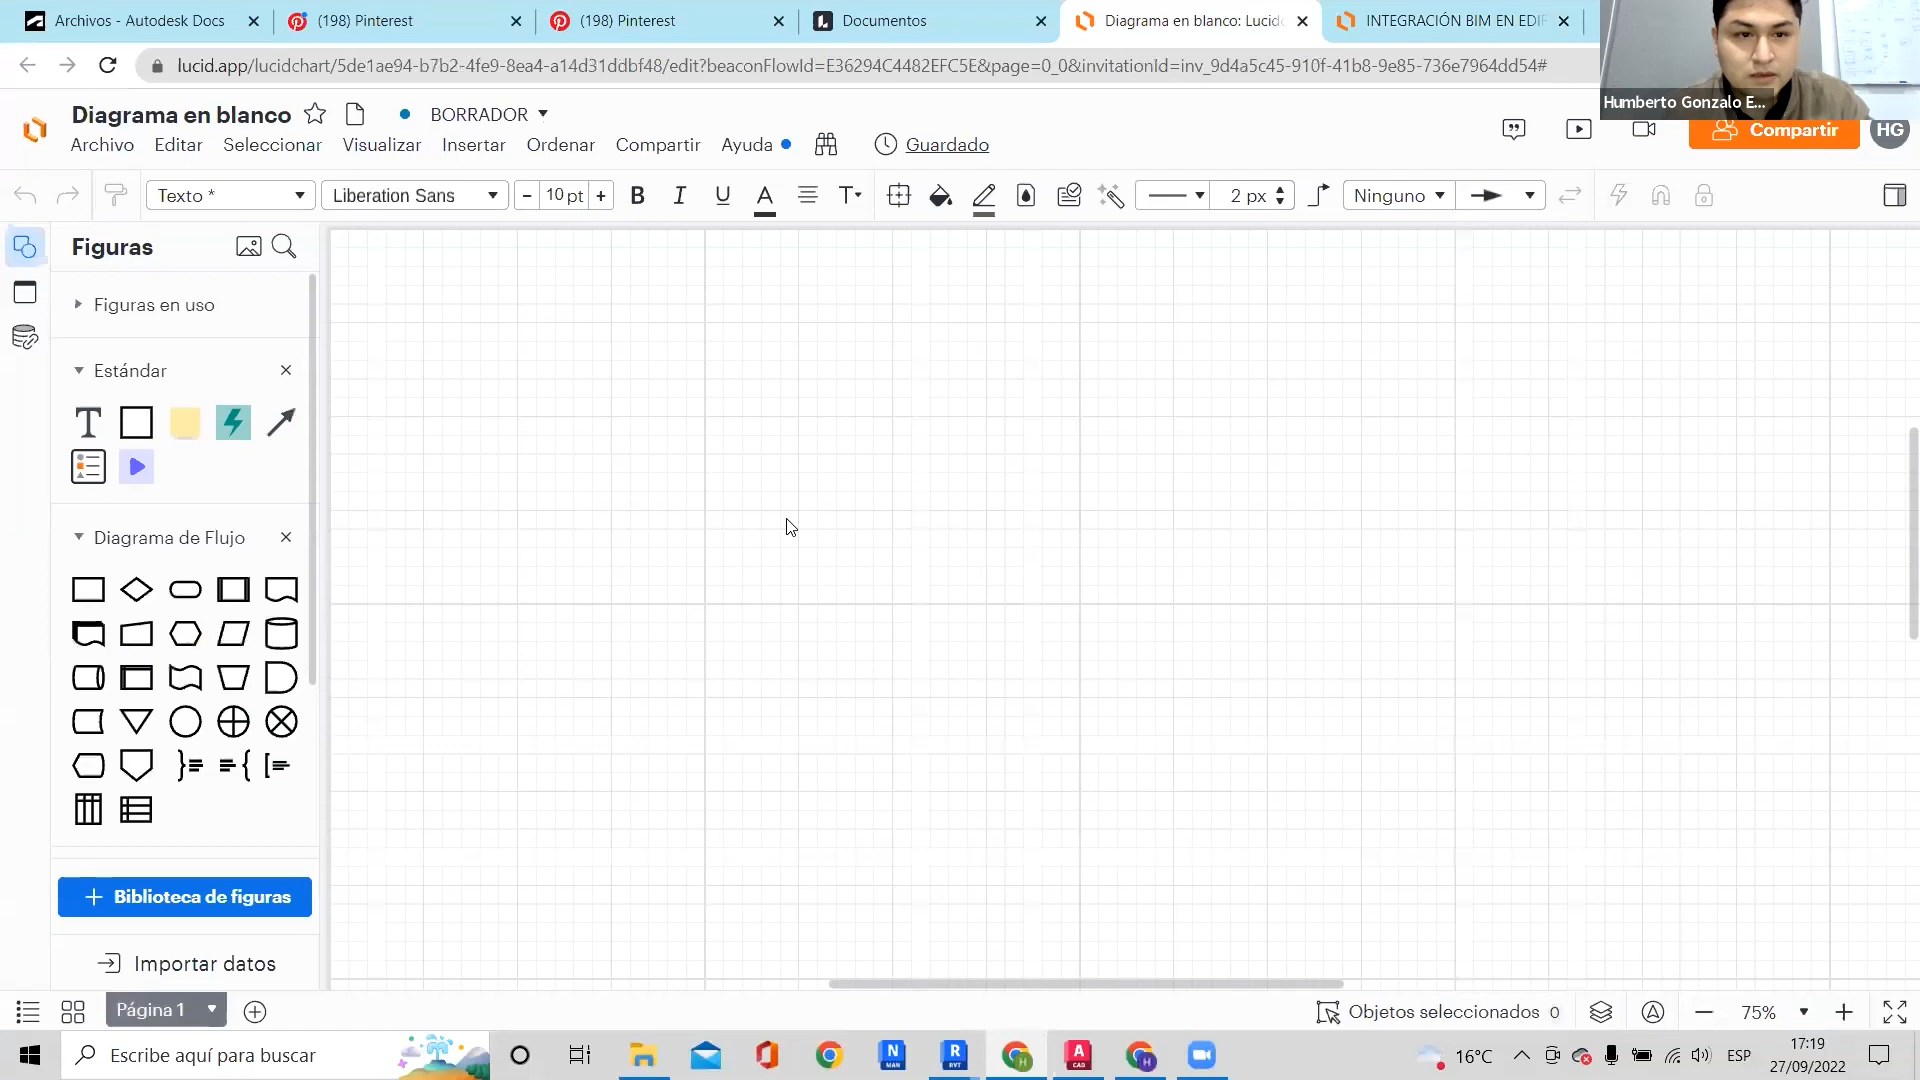 Archivos - Autodesk Docs
(198) Pinterest
(198) Pinterest
Documentos
Diagrama en blanco: Lucid
INTEGRACIÓN BIM EN EDIF
lucid.app/lucidchart/5de1ae94-b7b2-4fe9-8ea4-a14d31ddbf48/edit?beaconFlowId=E36294C4482EFC5E&page=0_0&invitationId=inv_9d4a5c45-910f-41b8-9e85-736e7964dd54#
Humberto Gonzalo E...
Diagrama en blanco
BORRADOR
Compartir
HG
Archivo
Editar
Seleccionar
Visualizar
Insertar
Ordenar
Compartir
Ayuda
Guardado
Texto *
Liberation Sans
- 10 pt +
B I U A
2 px
Ninguno
Figuras
Figuras en uso
Estándar
Diagrama de Flujo
+ Biblioteca de figuras
Importar datos
Página 1
Objetos seleccionados 0
75%
Escribe aquí para buscar
16°C
ESP
17:19
27/09/2022